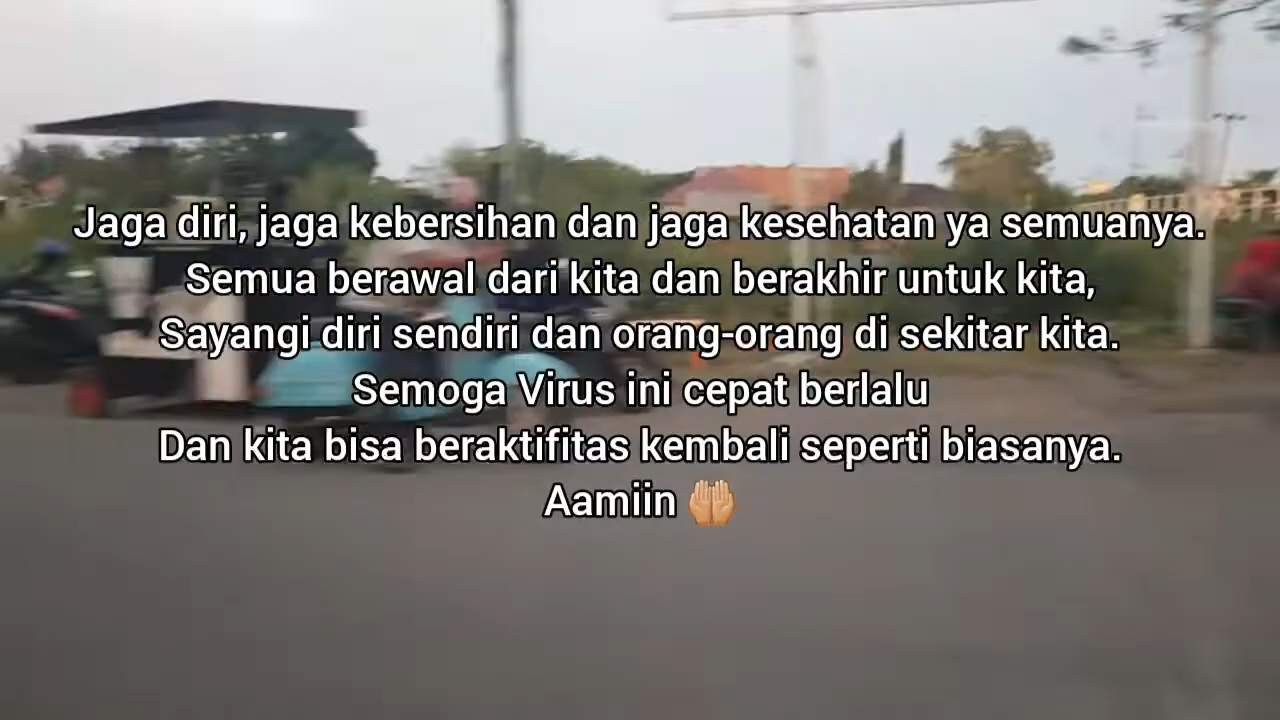 Jaga diri, jaga kebersihan dan jaga kesehatan ya semuanya.
Semua berawal dari kita dan berakhir untuk kita,
Sayangi diri sendiri dan orang-orang di sekitar kita.
Semoga Virus ini cepat berlalu
Dan kita bisa beraktifitas kembali seperti biasanya.
Aamiin 🤲🏼